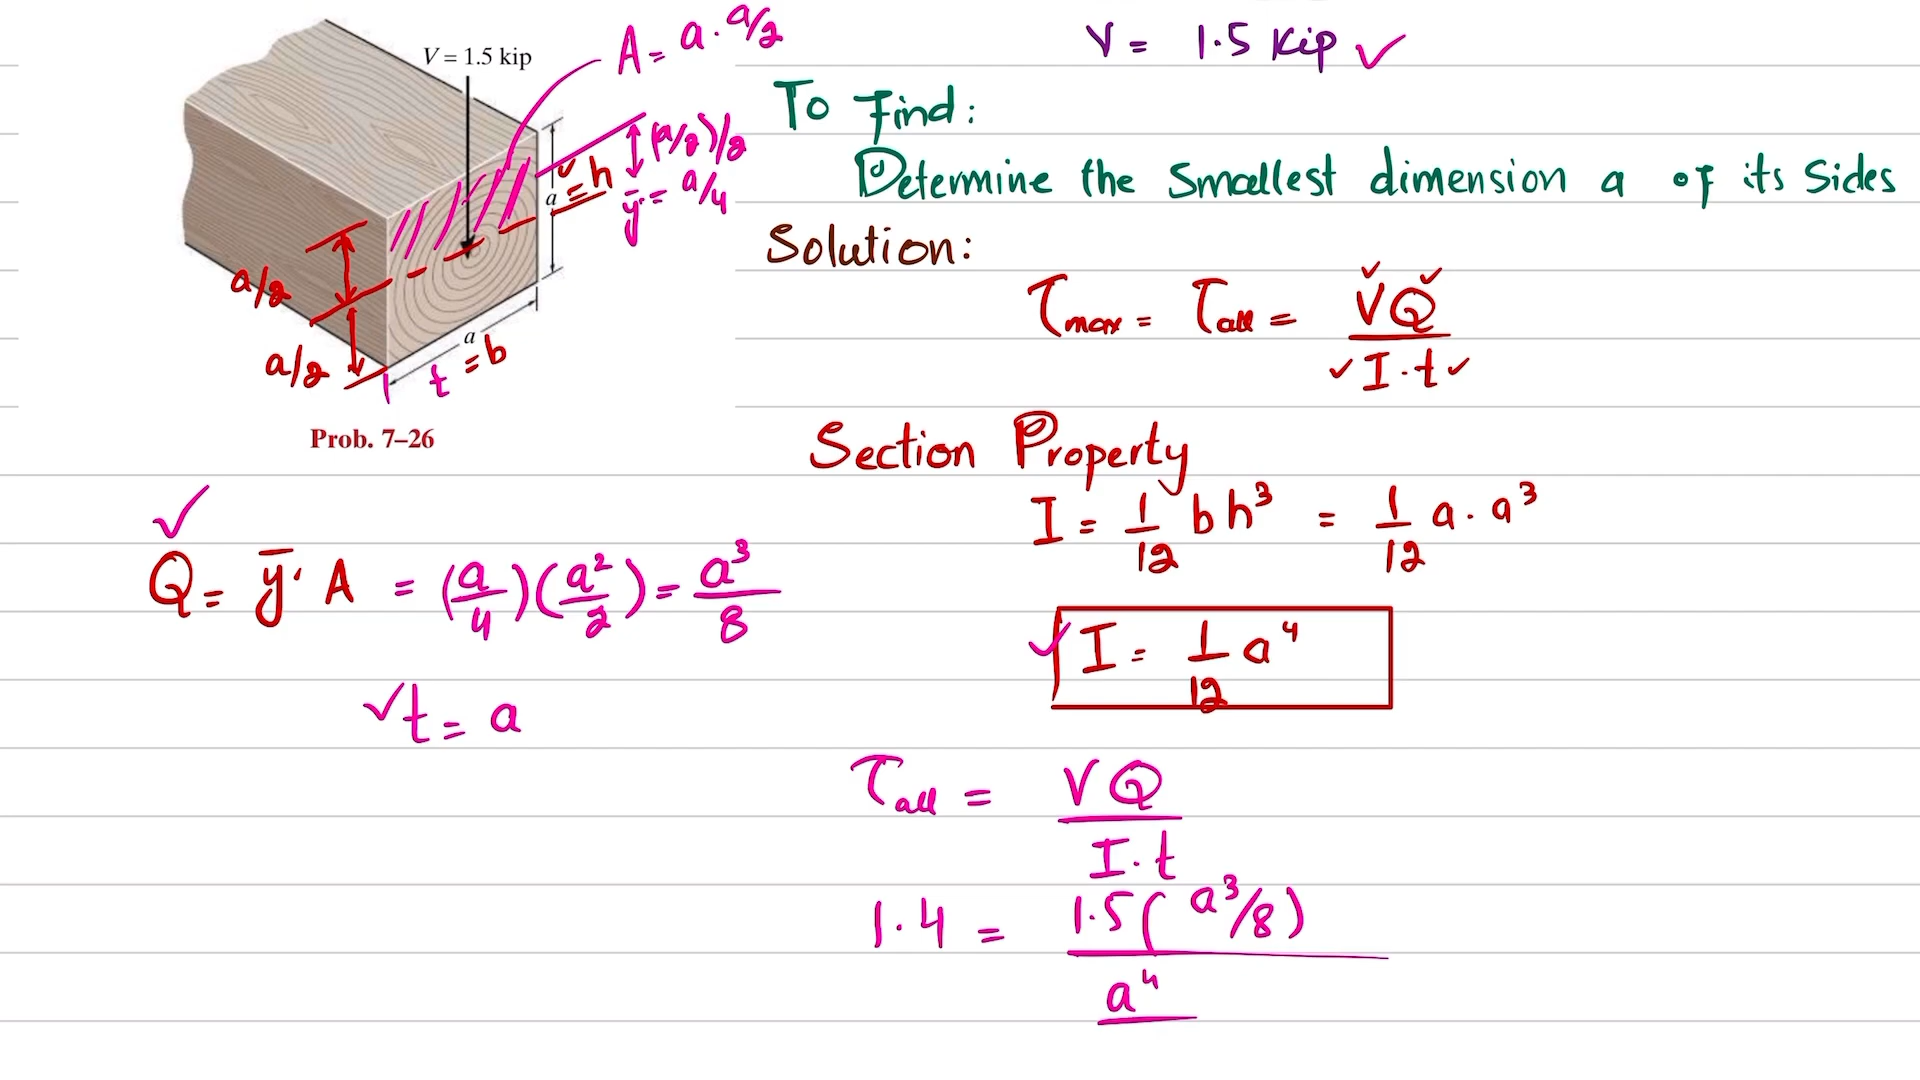 V = 1.5 kip
A = a · a/2
(a/2)/2
= h
a
ȳ' = a/4
a/2
a/2
a
t = b
Prob. 7–26
V = 1.5 Kip ✓
To Find:
Determine the Smallest dimension a of its Sides
Solution:
τmax = τall = VQ
I·t
Section Property
I = 1/12 bh³ = 1/12 a · a³
I = 1/12 a⁴
Q = ȳ' A = (a/4)(a²/2) = a³/8
✓t = a
τall = VQ
I·t
1.4 = 1.5(a³/8)
a⁴